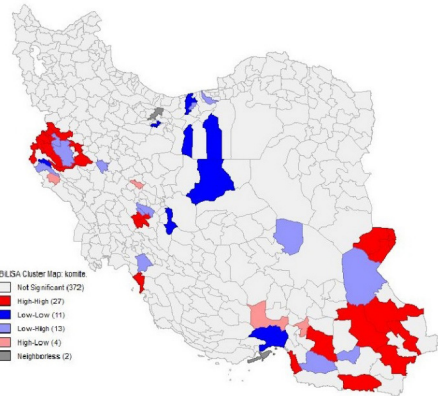 BiLISA Cluster Map: komite
Not Significant (372)
High-High (27)
Low-Low (11)
Low-High (13)
High-Low (4)
Neighborless (2)